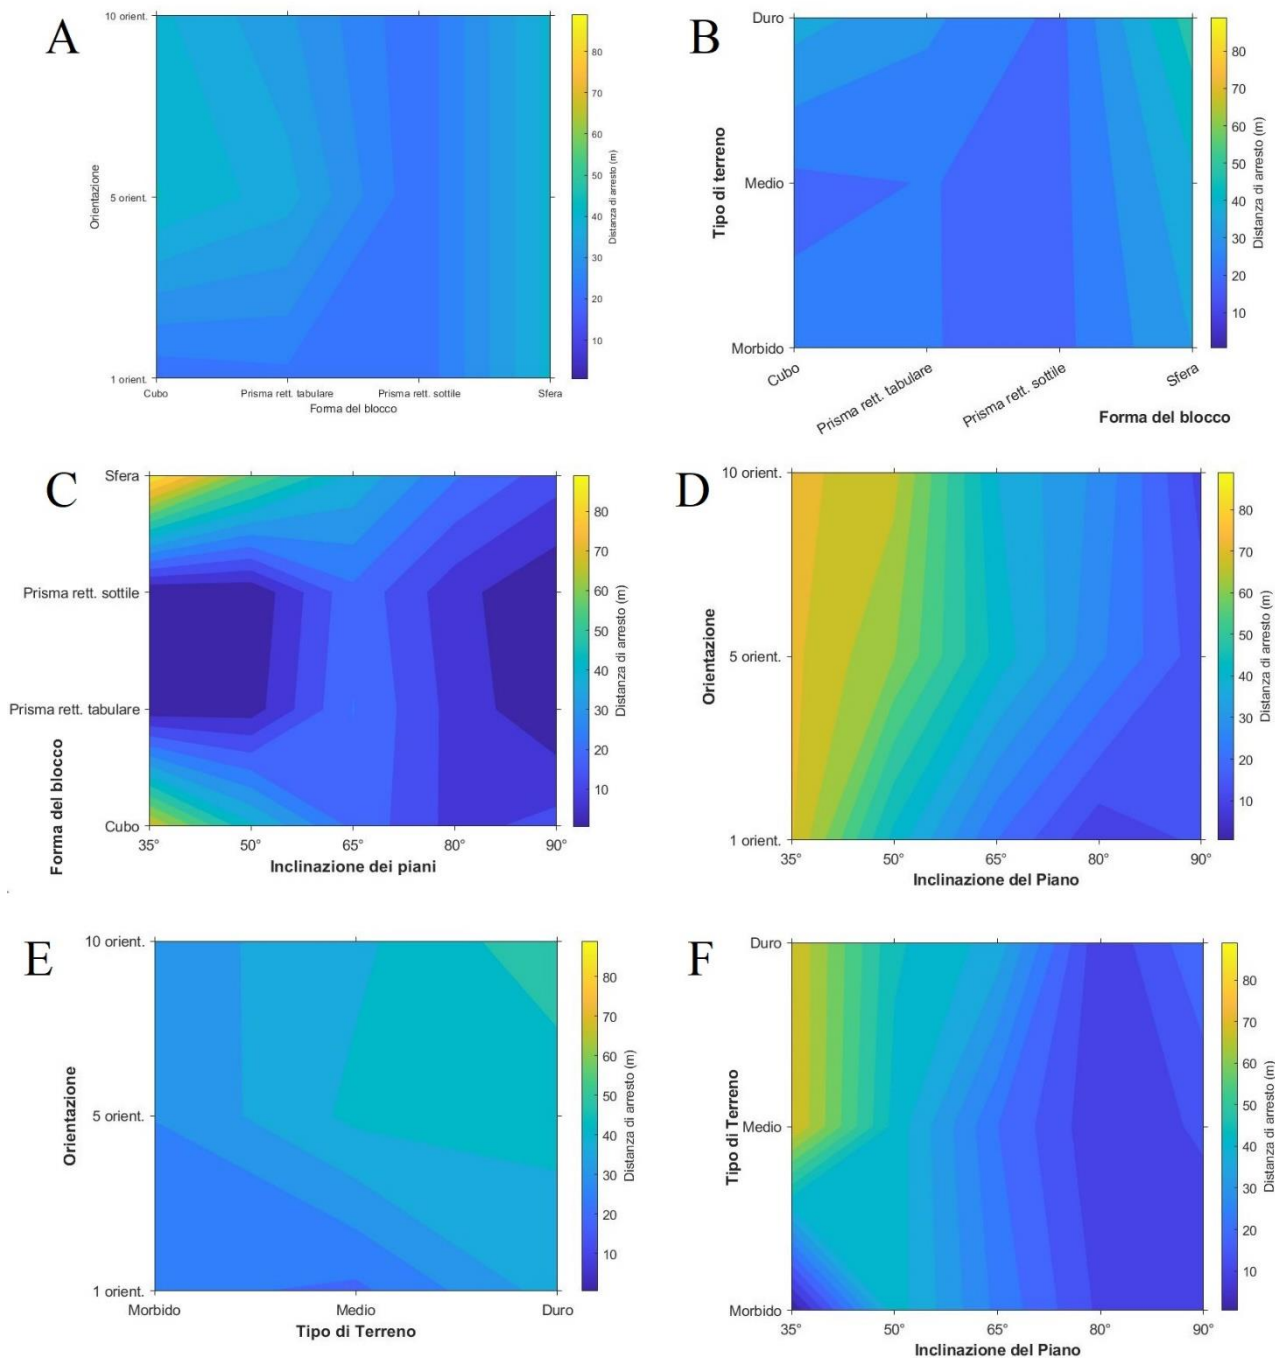 A
10 orient.
5 orient.
1 orient.
Orientazione
Cubo
Prisma rett. tabulare
Prisma rett. sottile
Sfera
Forma del blocco
80
70
60
50
40
30
20
10
Distanza di arresto (m)
B
Duro
Medio
Morbido
Tipo di terreno
Cubo
Prisma rett. tabulare
Prisma rett. sottile
Sfera
Forma del blocco
80
70
60
50
40
30
20
10
Distanza di arresto (m)
C
Sfera
Prisma rett. sottile
Prisma rett. tabulare
Cubo
Forma del blocco
35° 50° 65° 80° 90°
Inclinazione dei piani
80
70
60
50
40
30
20
10
Distanza di arresto (m)
D
10 orient.
5 orient.
1 orient.
Orientazione
35° 50° 65° 80° 90°
Inclinazione del Piano
80
70
60
50
40
30
20
10
Distanza di arresto (m)
E
10 orient.
5 orient.
1 orient.
Orientazione
Morbido Medio Duro
Tipo di Terreno
80
70
60
50
40
30
20
10
Distanza di arresto (m)
F
Duro
Medio
Morbido
Tipo di Terreno
35° 50° 65° 80° 90°
Inclinazione del Piano
80
70
60
50
40
30
20
10
Distanza di arresto (m)